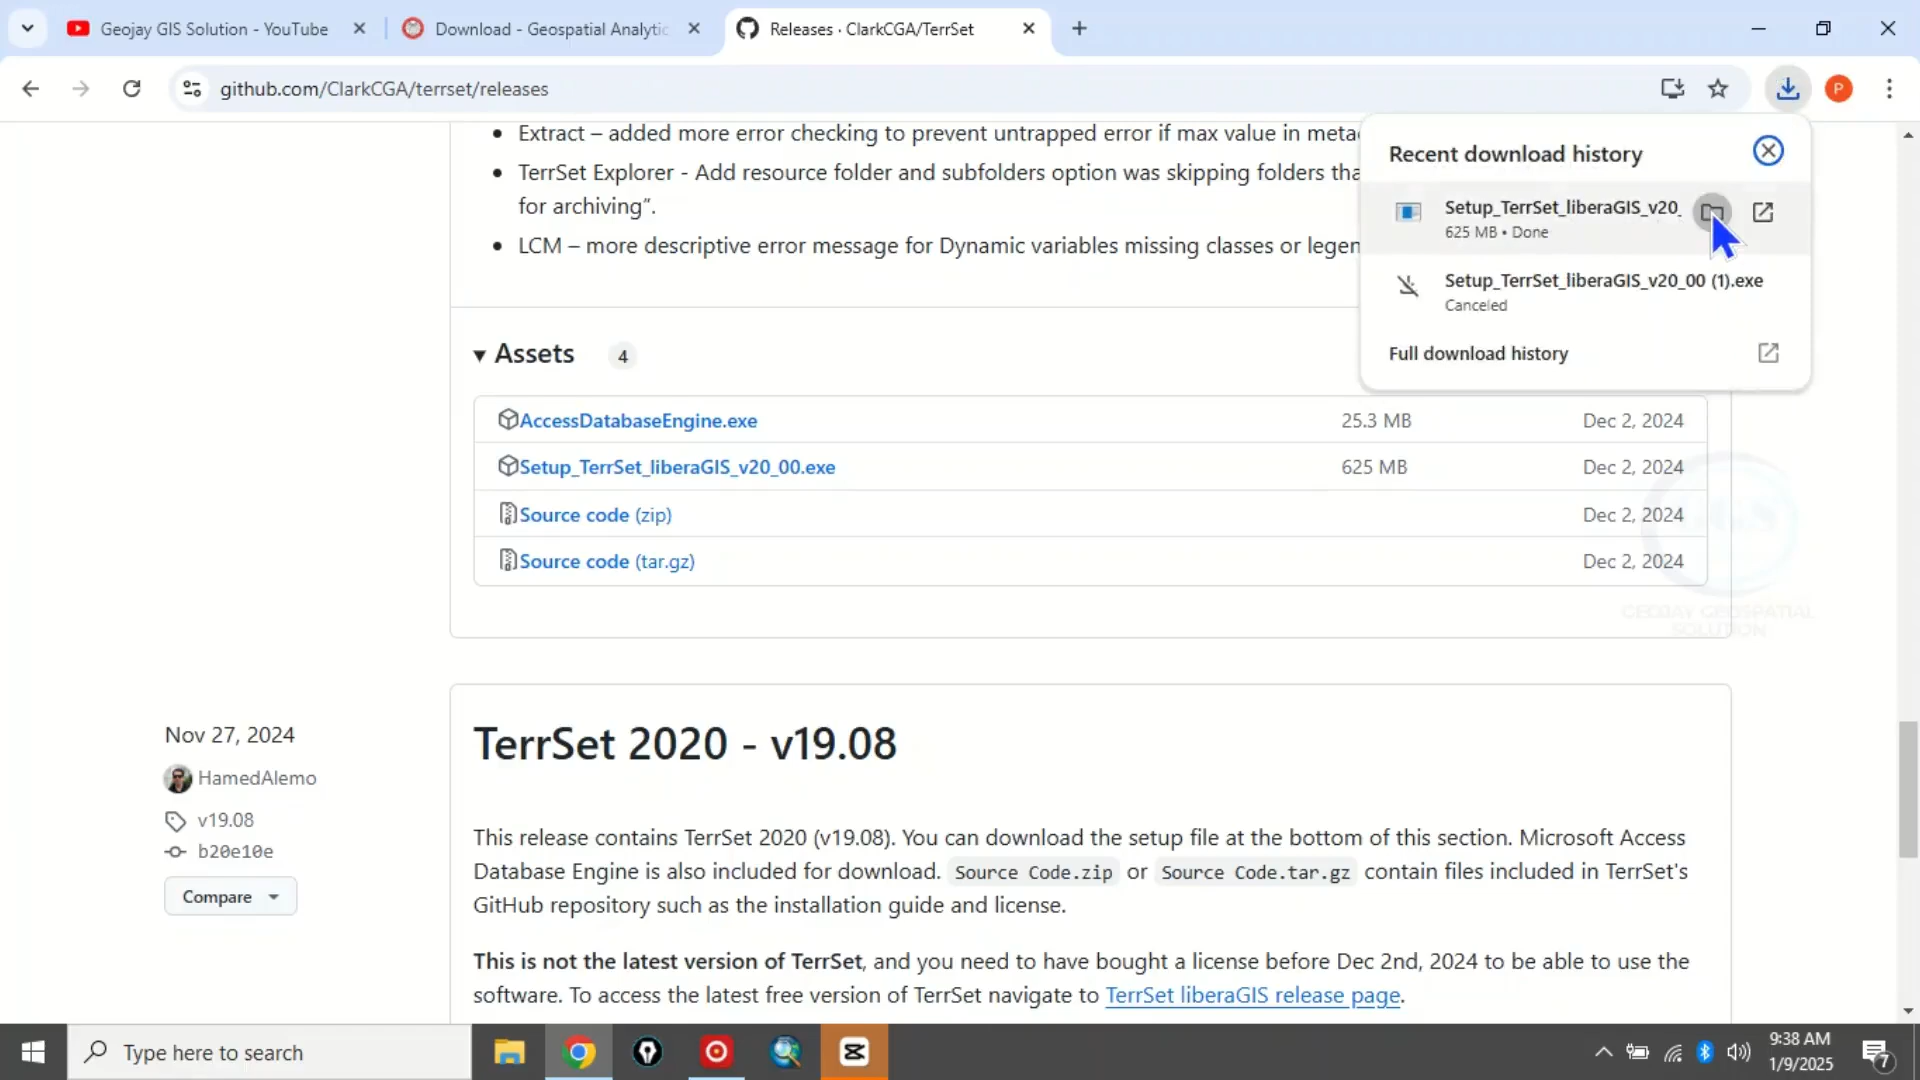 Geojay GIS Solution - YouTube
Download - Geospatial Analytic
Releases · ClarkCGA/TerrSet
github.com/ClarkCGA/terrset/releases
P
Extract – added more error checking to prevent untrapped error if max value in meta
TerrSet Explorer - Add resource folder and subfolders option was skipping folders tha
for archiving".
LCM – more descriptive error message for Dynamic variables missing classes or legen
Recent download history
Setup_TerrSet_liberaGIS_v20_
625 MB • Done
Setup_TerrSet_liberaGIS_v20_00 (1).exe
Canceled
Full download history
Assets 4
AccessDatabaseEngine.exe 25.3 MB Dec 2, 2024
Setup_TerrSet_liberaGIS_v20_00.exe 625 MB Dec 2, 2024
Source code (zip) Dec 2, 2024
Source code (tar.gz) Dec 2, 2024
GEOJAY GEOSPATIAL
SOLUTION
Nov 27, 2024
HamedAlemo
v19.08
b20e10e
Compare
TerrSet 2020 - v19.08
This release contains TerrSet 2020 (v19.08). You can download the setup file at the bottom of this section. Microsoft Access
Database Engine is also included for download. Source Code.zip or Source Code.tar.gz contain files included in TerrSet's
GitHub repository such as the installation guide and license.
This is not the latest version of TerrSet, and you need to have bought a license before Dec 2nd, 2024 to be able to use the
software. To access the latest free version of TerrSet navigate to TerrSet liberaGIS release page.
Type here to search
9:38 AM
1/9/2025
7